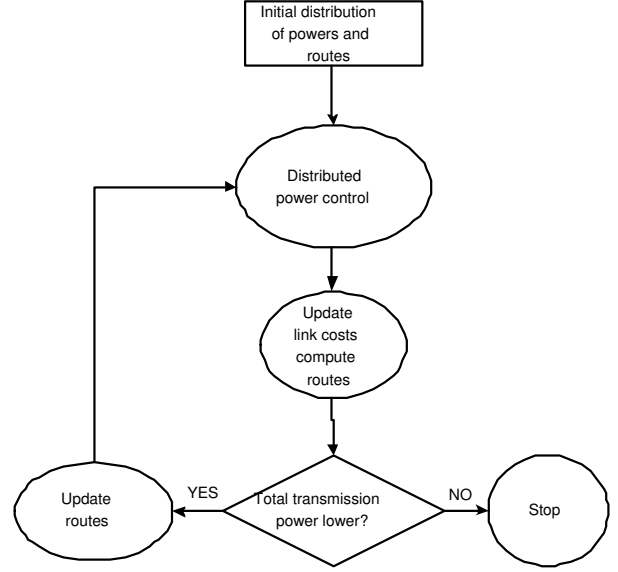 Initial distribution
of powers and
routes
Distributed
power control
Update
link costs
compute
routes
Total transmission
power lower?
YES
NO
Update
routes
Stop